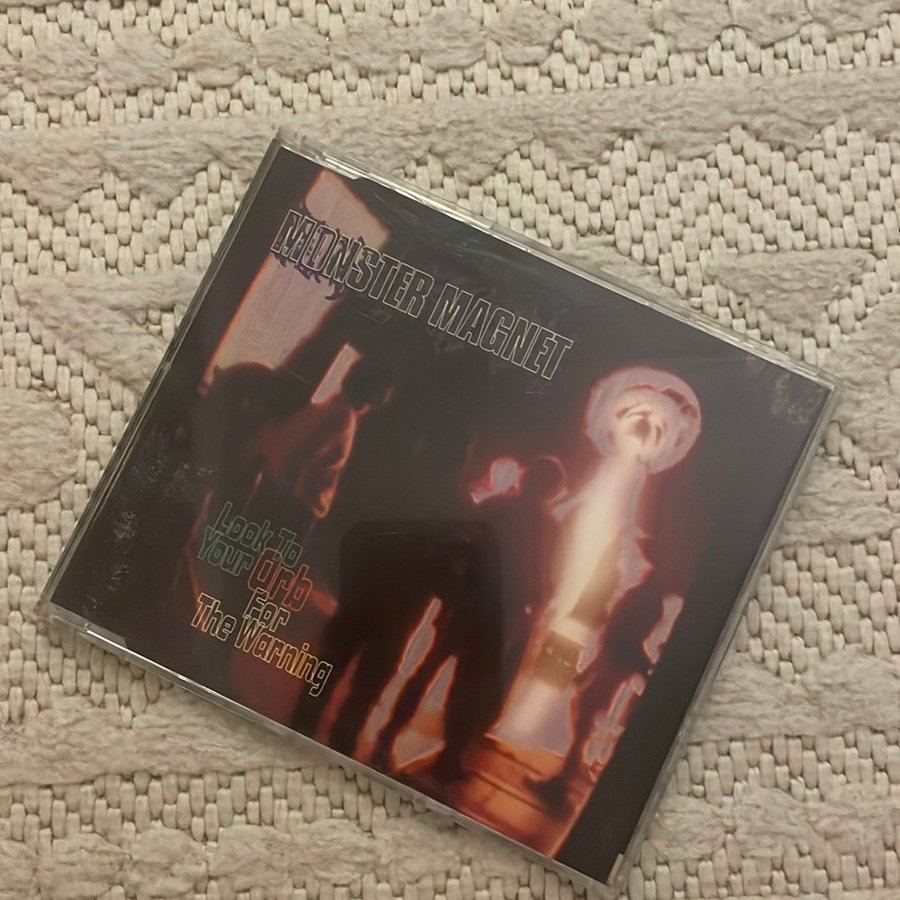 MONSTER MAGNET
Look To
Your Orb
For
The Warning